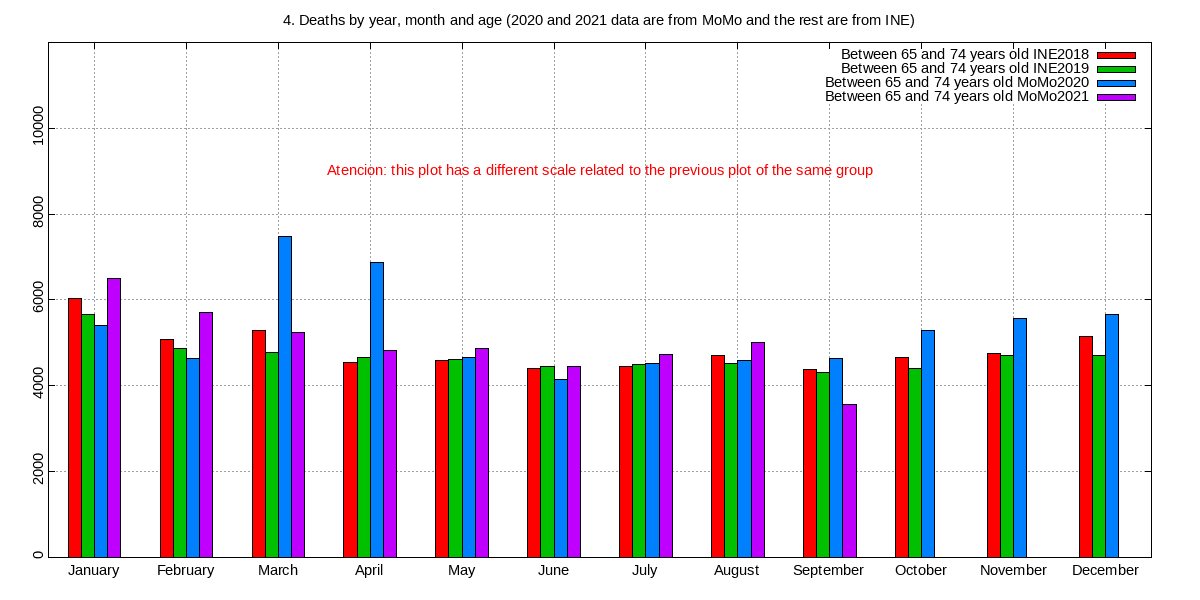 4. Deaths by year, month and age (2020 and 2021 data are from MoMo and the rest are from INE)
Between 65 and 74 years old INE2018
Between 65 and 74 years old INE2019
Between 65 and 74 years old MoMo2020
Between 65 and 74 years old MoMo2021
10000
Atencion: this plot has a different scale related to the previous plot of the same group
8000
6000
4000
2000
0
January February March April May June July August September October November December